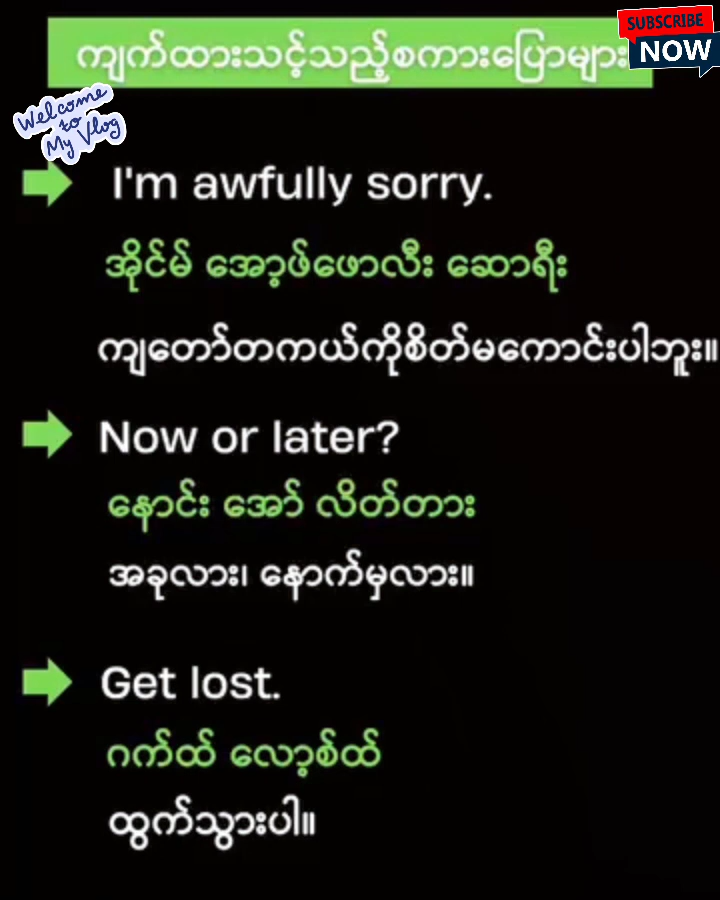 ကျက်ထားသင့်သည့်စကားပြောများ
SUBSCRIBE
NOW
Welcome
to
My Vlog
I'm awfully sorry.
အိုင်မ် အော့ဖ်ဖောလီး ဆောရီး
ကျတော်တကယ်ကိုစိတ်မကောင်းပါဘူး။
Now or later?
နောင်း အော် လိတ်တား
အခုလား၊ နောက်မှလား။
Get lost.
ဂက်ထ် လော့စ်ထ်
ထွက်သွားပါ။